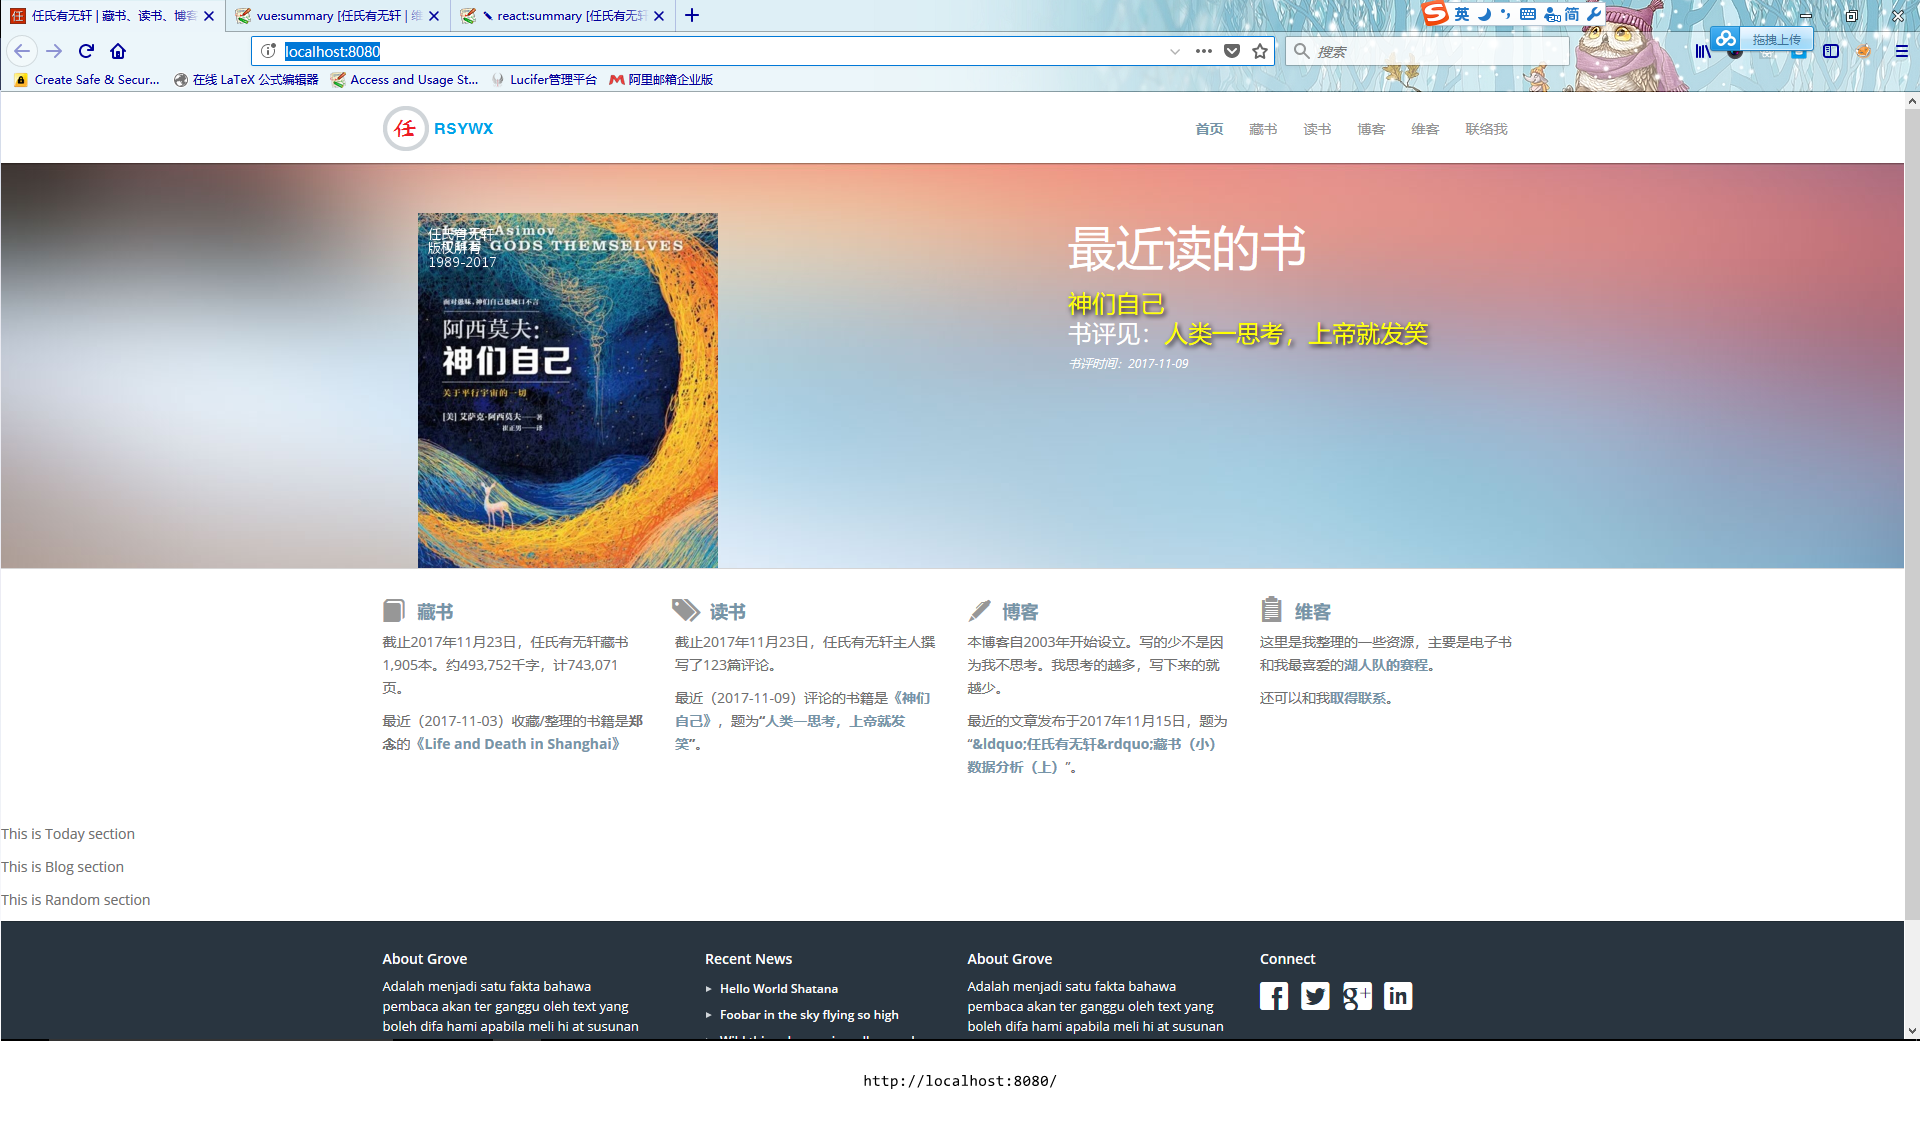 任氏有无轩 | 藏书、读书、博客
vue:summary [任氏有无轩 | 维
react:summary [任氏有无轩
英
简
localhost:8080
搜索
拖拽上传
Create Safe & Secur...
在线 LaTeX 公式编辑器
Access and Usage St...
Lucifer管理平台
阿里邮箱企业版
任 RSYWX
首页
藏书
读书
博客
维客
联络我
任氏有无轩
版权所有
1989-2017
Asimov
GODS THEMSELVES
面对愚昧,神们自己也缄口不言
阿西莫夫:
神们自己
关于平行宇宙的一切
[美] 艾萨克·阿西莫夫——著
崔正男——译
最近读的书
神们自己
书评见：人类一思考，上帝就发笑
书评时间：2017-11-09
藏书
截止2017年11月23日，任氏有无轩藏书
1,905本。约493,752千字，计743,071
页。
最近（2017-11-03）收藏/整理的书籍是郑
念的《Life and Death in Shanghai》
读书
截止2017年11月23日，任氏有无轩主人撰
写了123篇评论。
最近（2017-11-09）评论的书籍是《神们
自己》，题为“人类一思考，上帝就发
笑”。
博客
本博客自2003年开始设立。写的少不是因
为我不思考。我思考的越多，写下来的就
越少。
最近的文章发布于2017年11月15日，题为
“&ldquo;任氏有无轩&rdquo;藏书（小）
数据分析（上）”。
维客
这里是我整理的一些资源，主要是电子书
和我最喜爱的湖人队的赛程。
还可以和我取得联系。
This is Today section
This is Blog section
This is Random section
About Grove
Adalah menjadi satu fakta bahawa
pembaca akan ter ganggu oleh text yang
boleh difa hami apabila meli hi at susunan
Recent News
Hello World Shatana
Foobar in the sky flying so high
About Grove
Adalah menjadi satu fakta bahawa
pembaca akan ter ganggu oleh text yang
boleh difa hami apabila meli hi at susunan
Connect
http://localhost:8080/